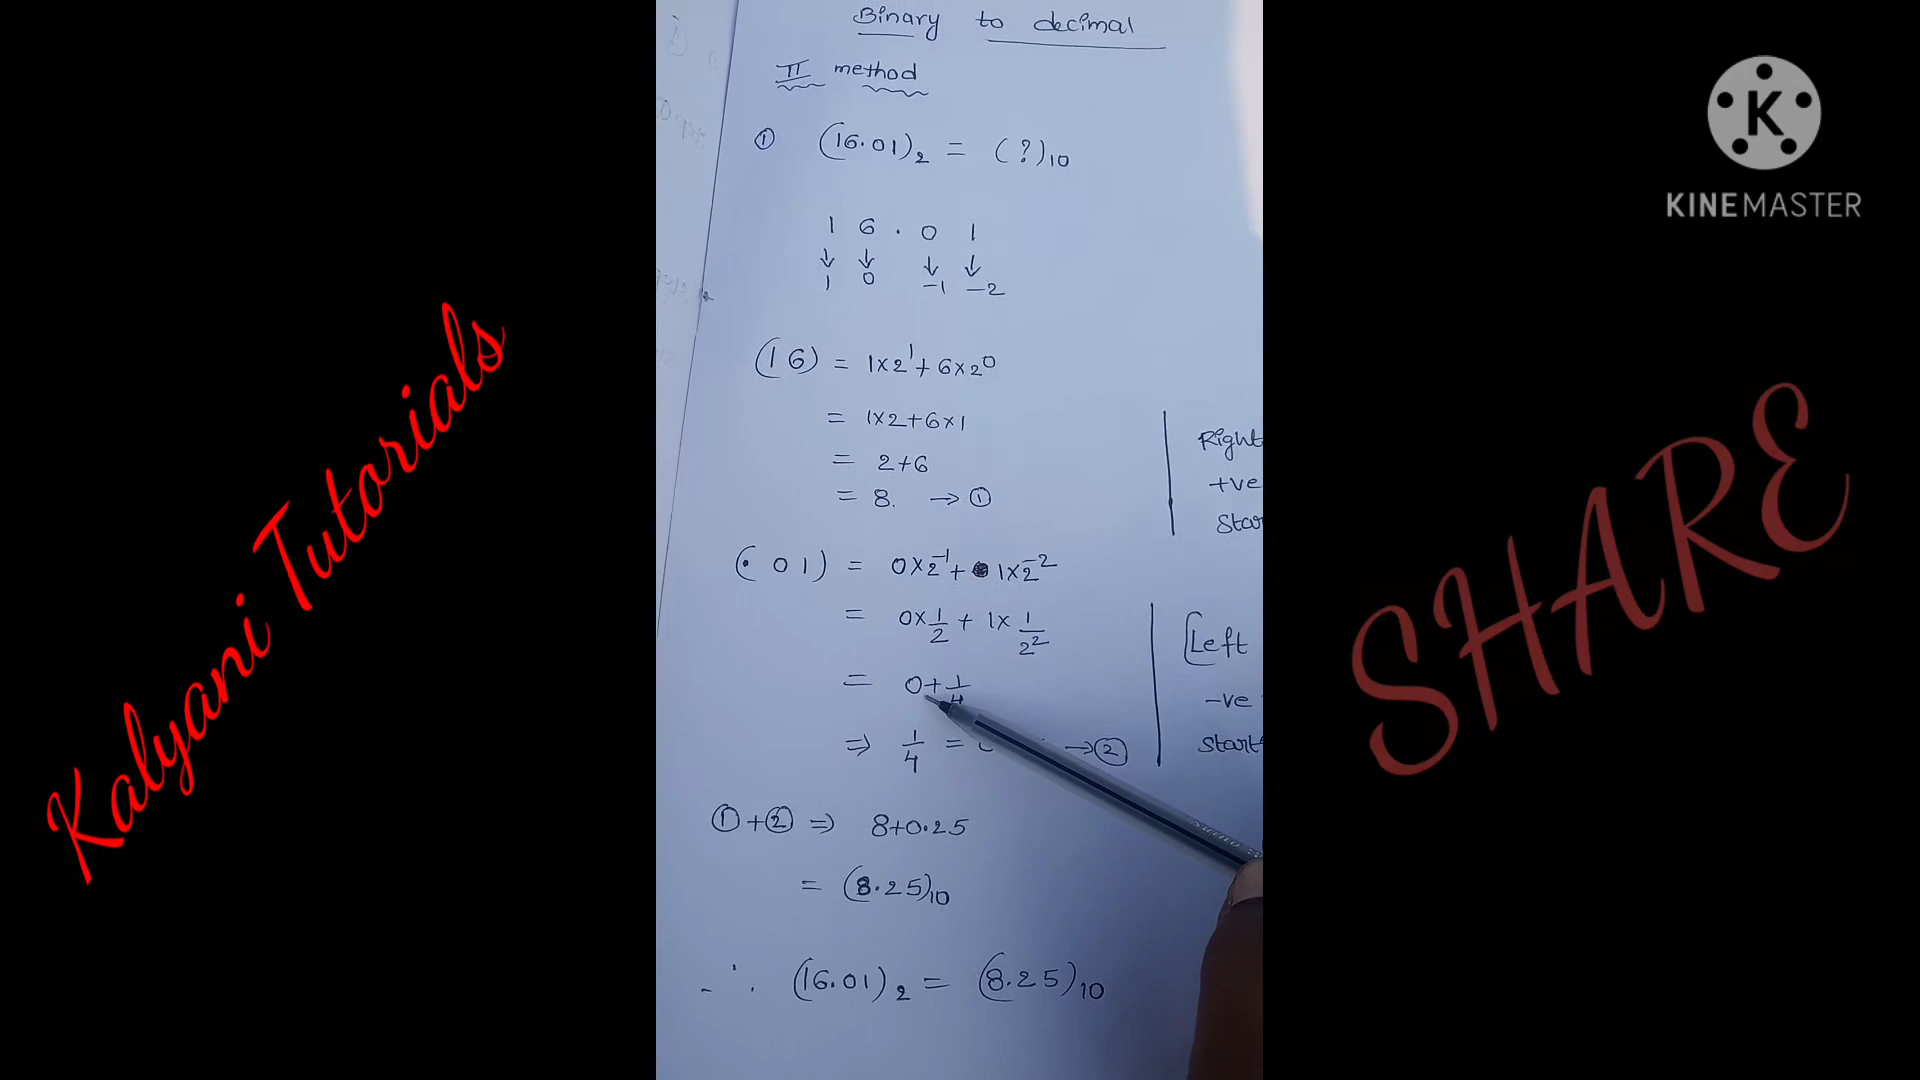 Binary to decimal
II method
① (16.01)₂ = (?)₁₀
1 6 . 0 1
↓ ↓ ↓ ↓
1 0 -1 -2
(16) = 1×2¹+6×2⁰
= 1×2+6×1
= 2+6
= 8. → ①
(.01) = 0×2⁻¹+1×2⁻²
= 0×1/2 + 1×1/2²
= 0+1/4
⇒ 1/4 = → ②
①+② ⇒ 8+0.25
= (8.25)₁₀
∴ (16.01)₂ = (8.25)₁₀
Right
+ve
Left
-ve
start
Kalyani Tutorials
K
KINEMASTER
SHARE